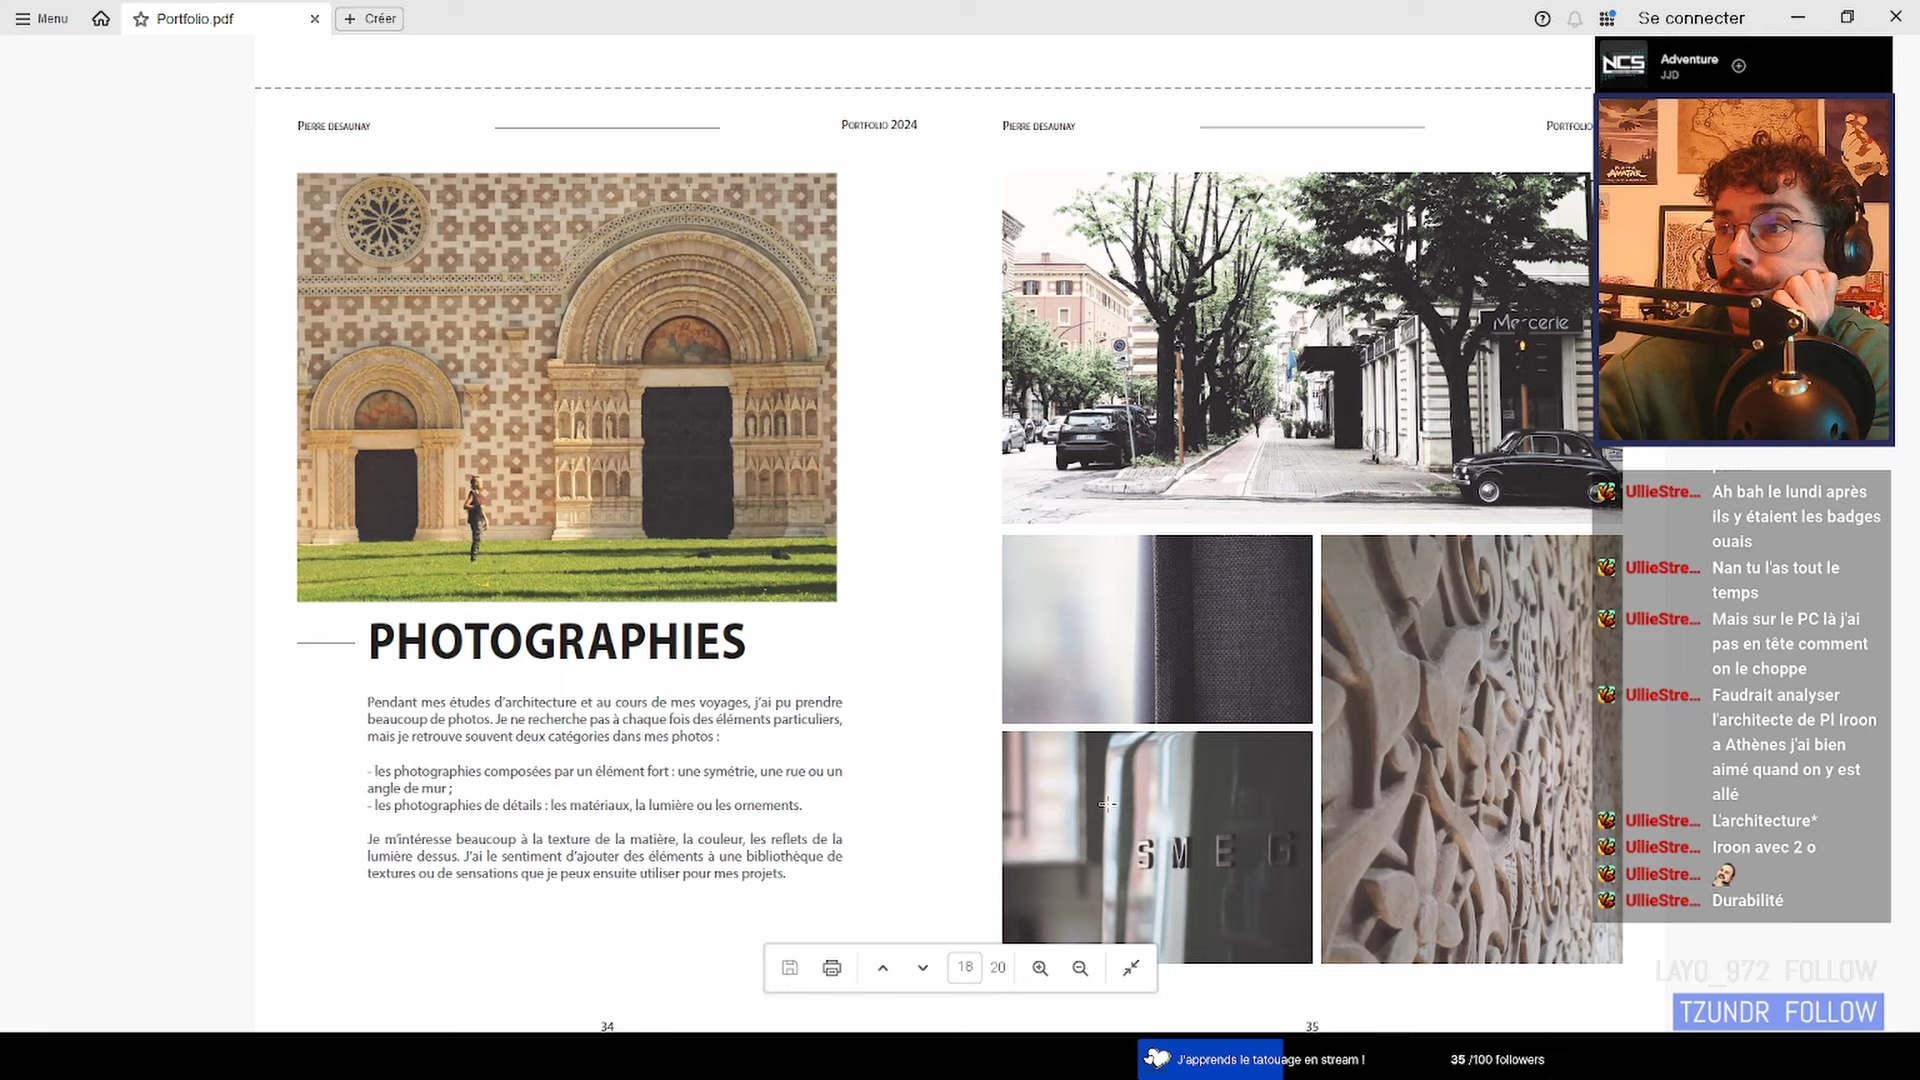 Menu
Portfolio.pdf
Créer
Se connecter
NCS
Adventure
JJD
PIERRE DESAUNAY
PORTFOLIO 2024
PIERRE DESAUNAY
PORTFOLIO
AVATAR
Mercerie
SMEG
PHOTOGRAPHIES
Pendant mes études d'architecture et au cours de mes voyages, j'ai pu prendre
beaucoup de photos. Je ne recherche pas à chaque fois des éléments particuliers,
mais je retrouve souvent deux catégories dans mes photos :
- les photographies composées par un élément fort : une symétrie, une rue ou un
angle de mur ;
- les photographies de détails : les matériaux, la lumière ou les ornements.
Je m'intéresse beaucoup à la texture de la matière, la couleur, les reflets de la
lumière dessus. J'ai le sentiment d'ajouter des éléments à une bibliothèque de
textures ou de sensations que je peux ensuite utiliser pour mes projets.
18 20
34
35
UllieStre... Ah bah le lundi après
ils y étaient les badges
ouais
UllieStre... Nan tu l'as tout le
temps
UllieStre... Mais sur le PC là j'ai
pas en tête comment
on le choppe
UllieStre... Faudrait analyser
l'architecte de Pl Iroon
a Athènes j'ai bien
aimé quand on y est
allé
UllieStre... L'architecture*
UllieStre... Iroon avec 2 o
UllieStre...
UllieStre... Durabilité
LAYO_972 FOLLOW
TZUNDR FOLLOW
J'apprends le tatouage en stream !
35 /100 followers